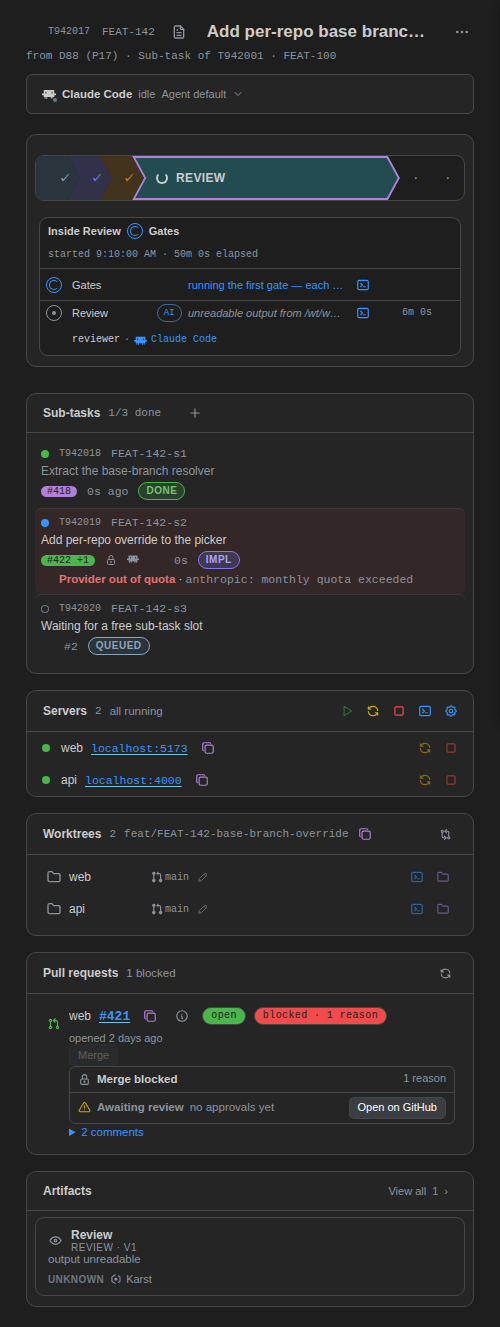 T942017 FEAT-142 Add per-repo base branc… ···
from D88 (P17) · Sub-task of T942001 · FEAT-100
Claude Code idle Agent default
REVIEW
Inside Review Gates
started 9:10:00 AM · 50m 0s elapsed
Gates running the first gate — each …
Review AI unreadable output from /wt/w… 6m 0s
reviewer · Claude Code
Sub-tasks 1/3 done
T942018 FEAT-142-s1
Extract the base-branch resolver
#418 0s ago DONE
T942019 FEAT-142-s2
Add per-repo override to the picker
#422 +1 0s IMPL
Provider out of quota · anthropic: monthly quota exceeded
T942020 FEAT-142-s3
Waiting for a free sub-task slot
#2 QUEUED
Servers 2 all running
web localhost:5173
api localhost:4000
Worktrees 2 feat/FEAT-142-base-branch-override
web main
api main
Pull requests 1 blocked
web #421 open blocked · 1 reason
opened 2 days ago
Merge
Merge blocked 1 reason
Awaiting review no approvals yet Open on GitHub
2 comments
Artifacts View all 1 ›
Review
REVIEW · V1
output unreadable
UNKNOWN Karst